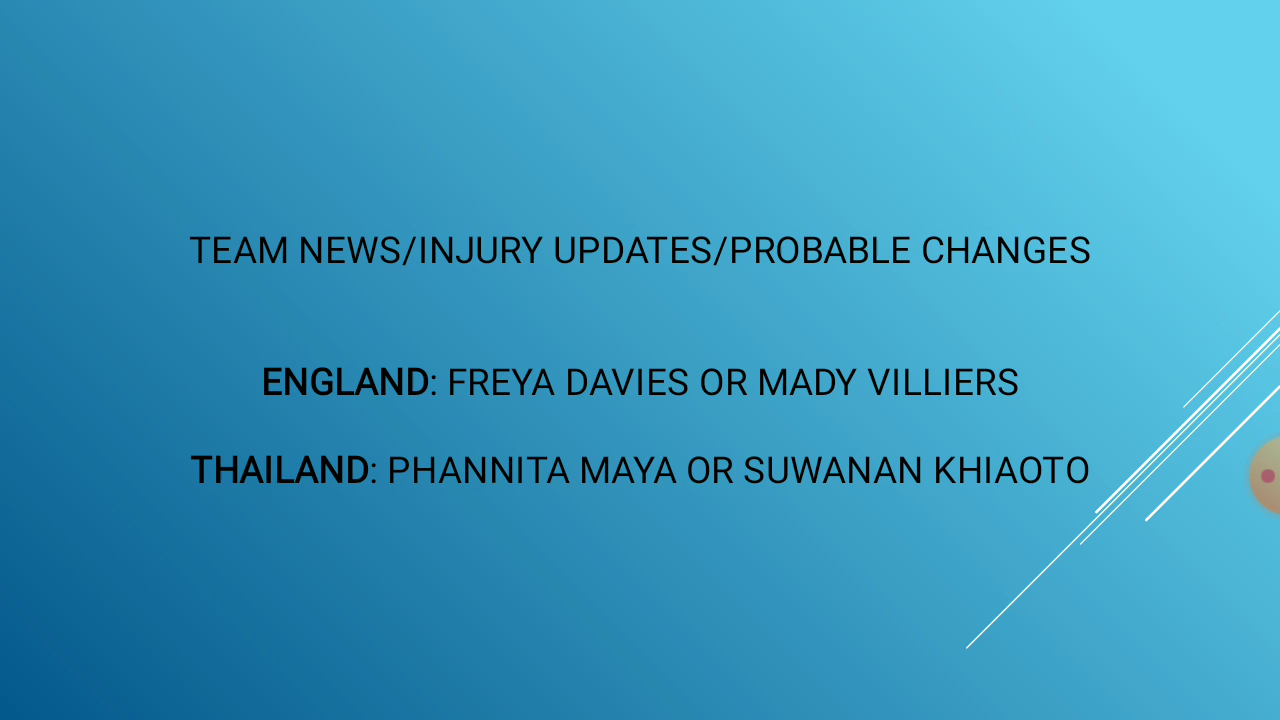 TEAM NEWS/INJURY UPDATES/PROBABLE CHANGES
ENGLAND: FREYA DAVIES OR MADY VILLIERS
THAILAND: PHANNITA MAYA OR SUWANAN KHIAOTO